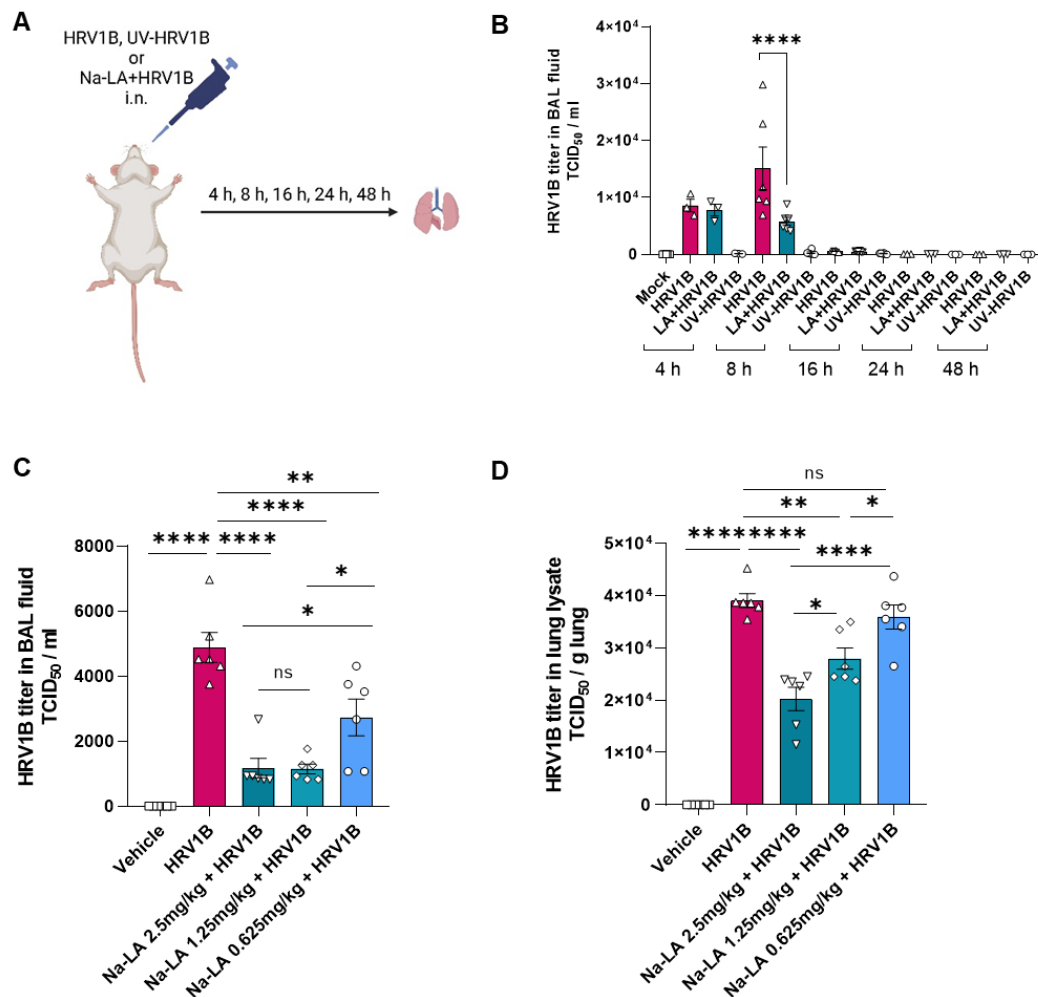 A
HRV1B, UV-HRV1B
or
Na-LA+HRV1B
i.n.
4 h, 8 h, 16 h, 24 h, 48 h
B
HRV1B titer in BAL fluid
TCID50 / ml
4×10⁴
3×10⁴
2×10⁴
1×10⁴
0
****
Mock
HRV1B
LA+HRV1B
UV-HRV1B
HRV1B
LA+HRV1B
UV-HRV1B
HRV1B
LA+HRV1B
UV-HRV1B
HRV1B
LA+HRV1B
UV-HRV1B
HRV1B
LA+HRV1B
UV-HRV1B
4 h
8 h
16 h
24 h
48 h
C
HRV1B titer in BAL fluid
TCID50 / ml
8000
6000
4000
2000
0
**
****
**** ****
*
*
ns
Vehicle
HRV1B
Na-LA 2.5mg/kg + HRV1B
Na-LA 1.25mg/kg + HRV1B
Na-LA 0.625mg/kg + HRV1B
D
HRV1B titer in lung lysate
TCID50 / g lung
5×10⁴
4×10⁴
3×10⁴
2×10⁴
1×10⁴
0
ns
** *
**** ****
****
*
Vehicle
HRV1B
Na-LA 2.5mg/kg + HRV1B
Na-LA 1.25mg/kg + HRV1B
Na-LA 0.625mg/kg + HRV1B